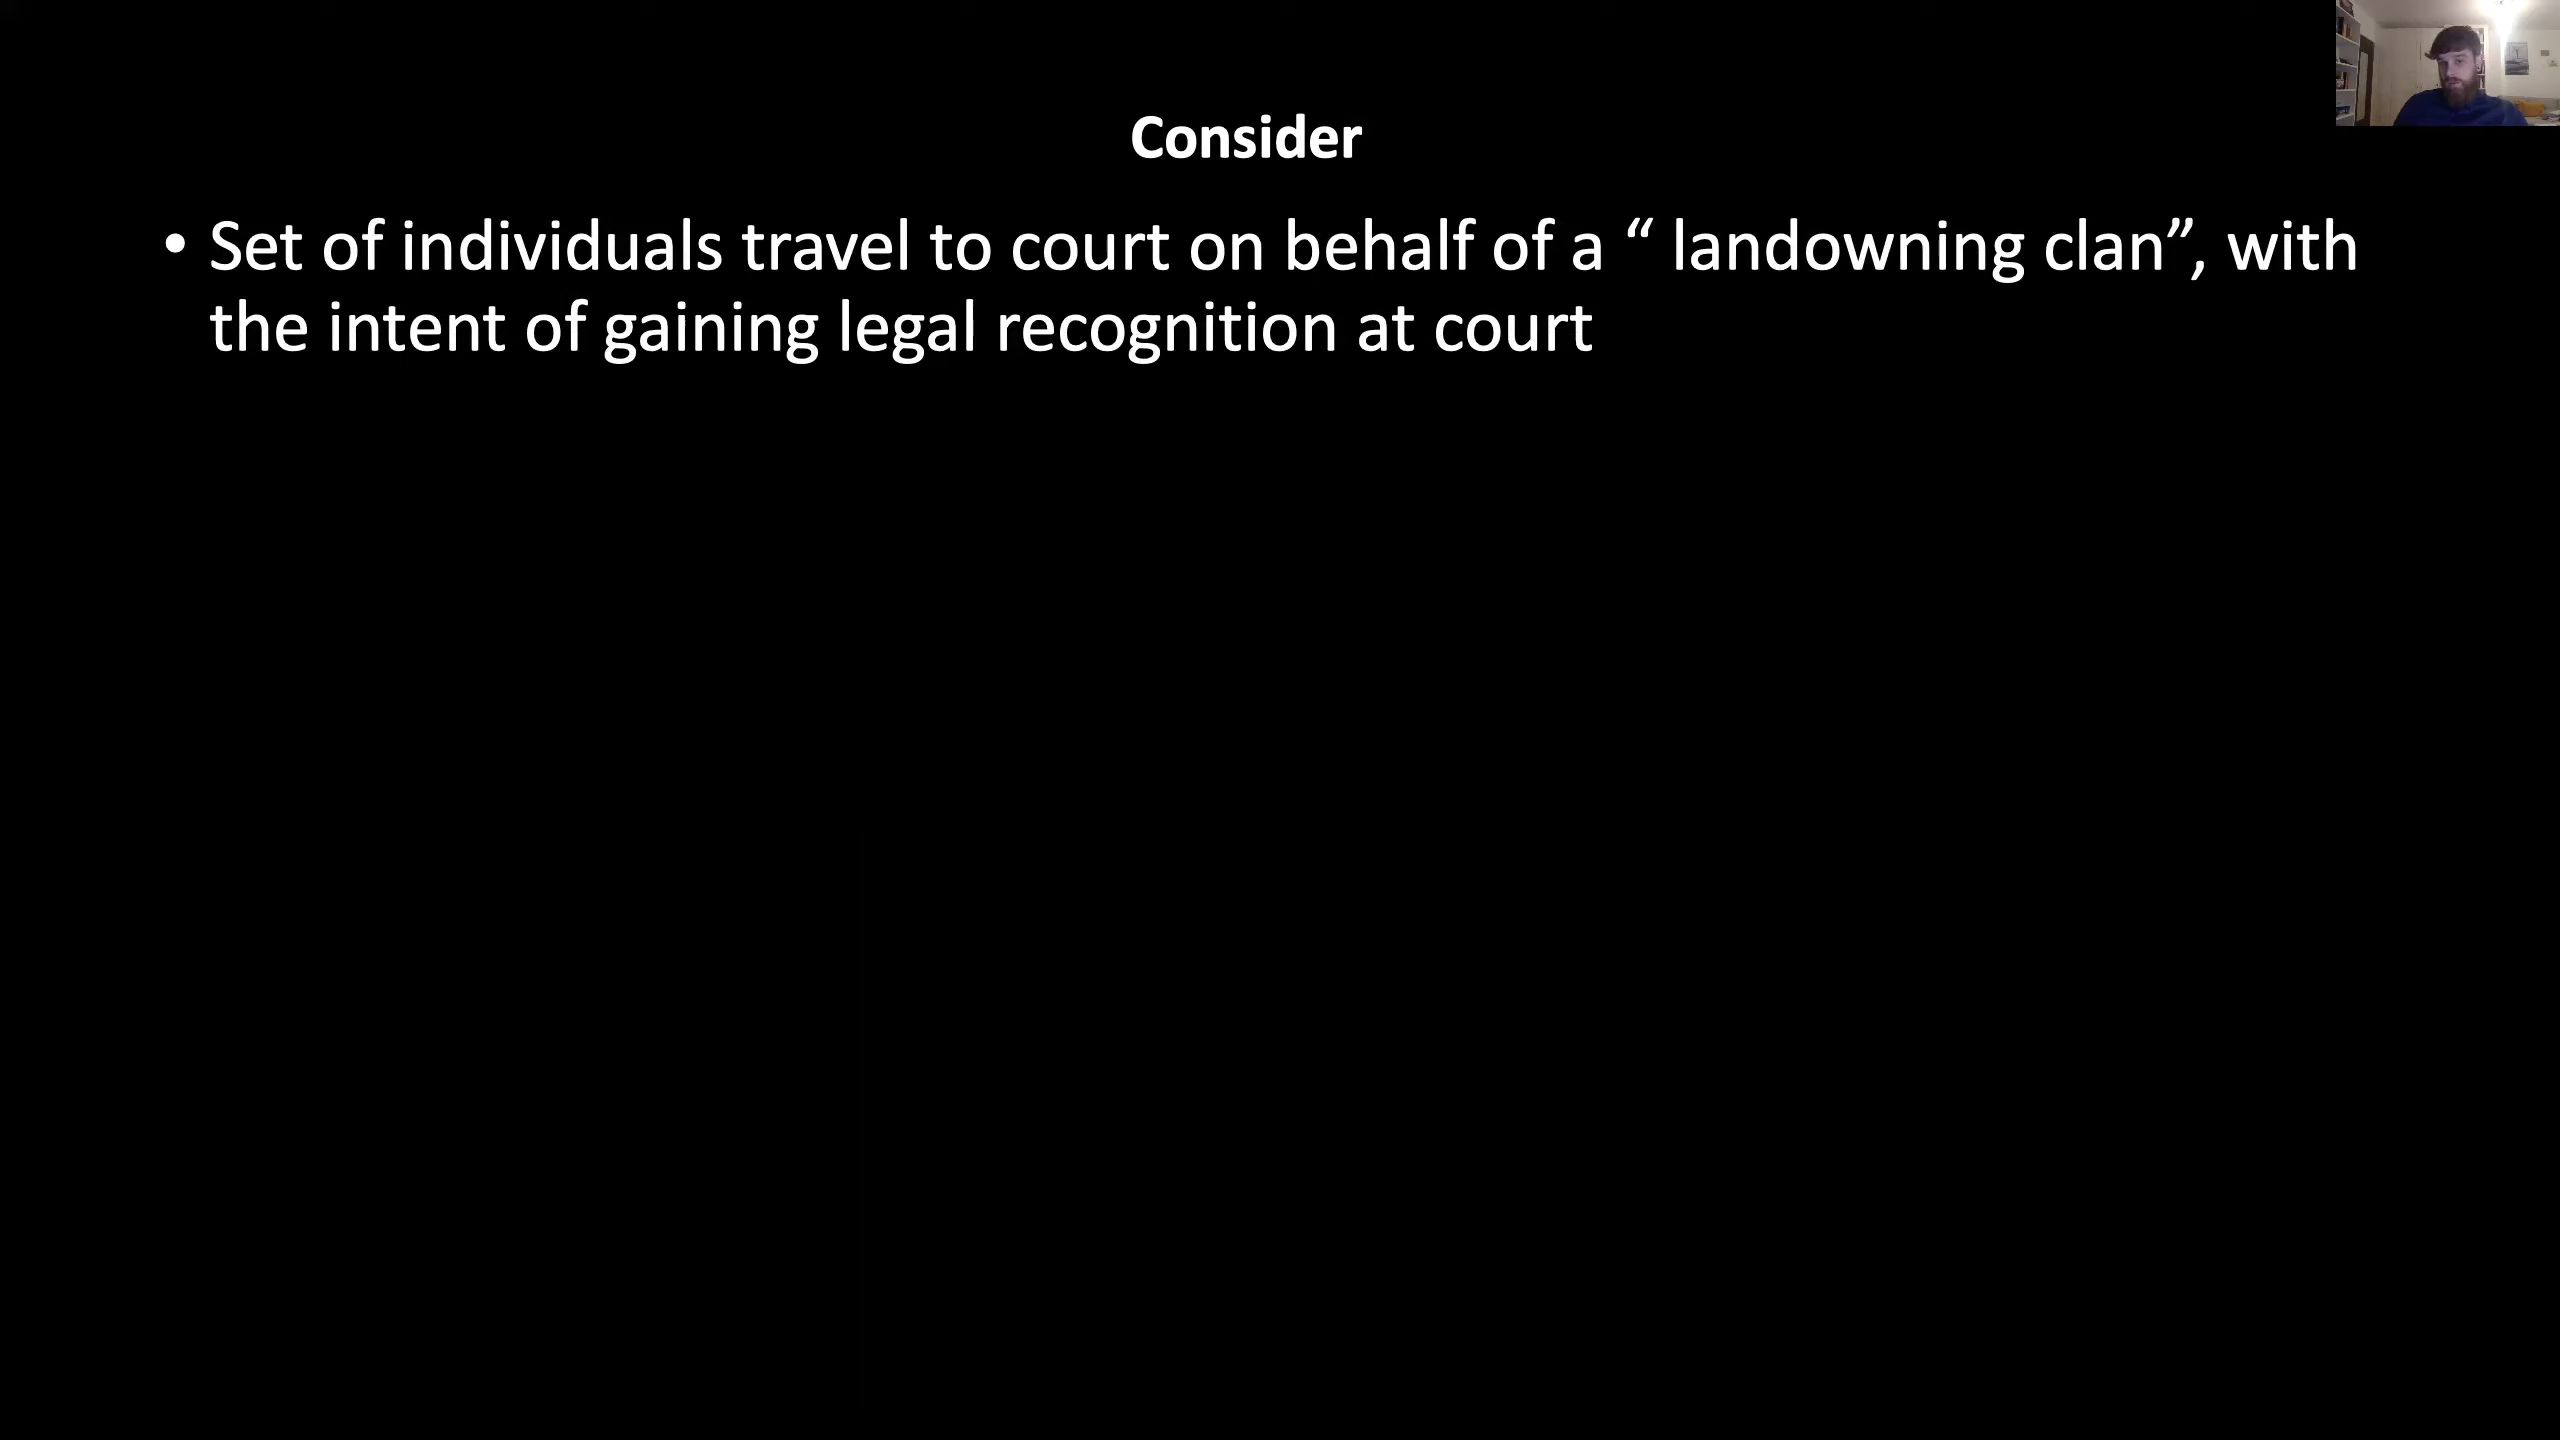 Consider
• Set of individuals travel to court on behalf of a “ landowning clan”, with
the intent of gaining legal recognition at court